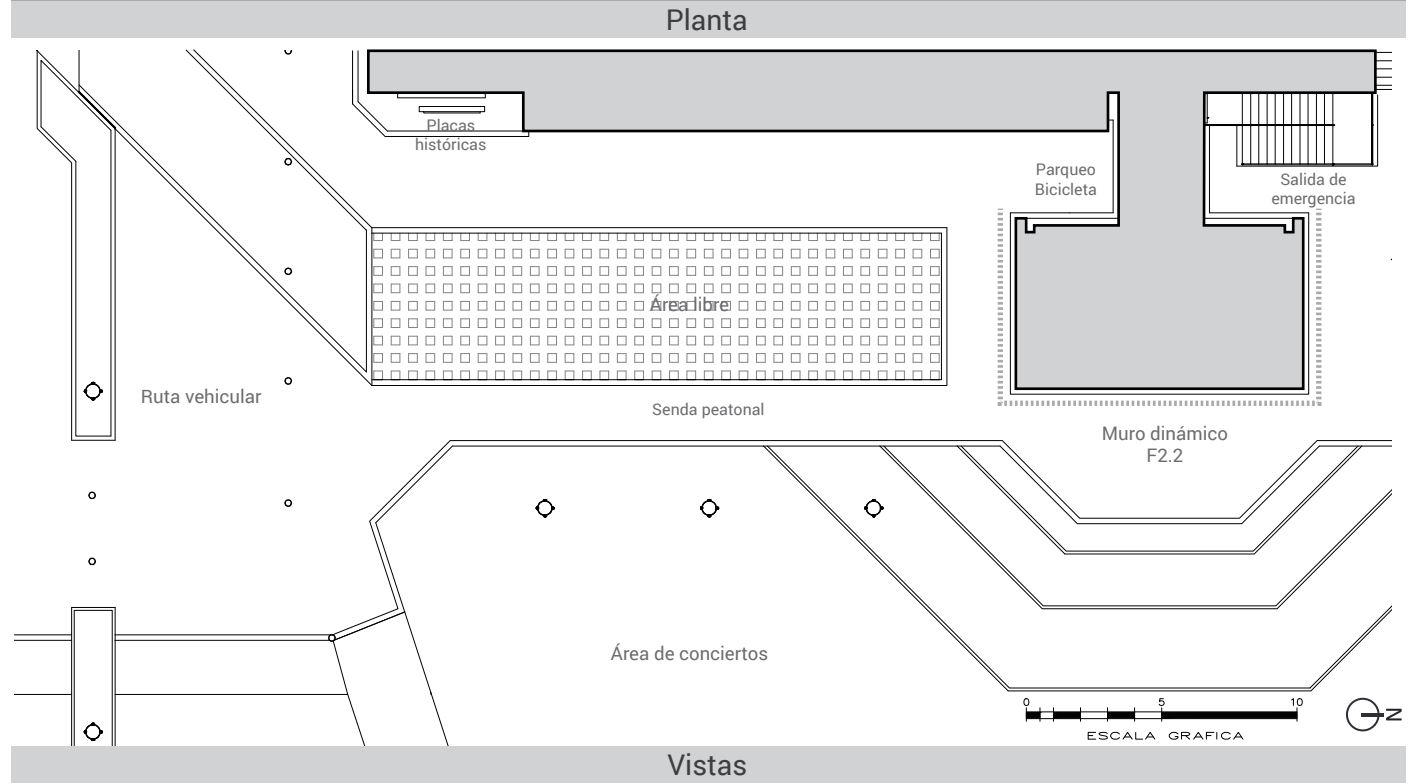 Planta
Placas
históricas
Parqueo
Bicicleta
Salida de
emergencia
Área libre
Ruta vehicular
Senda peatonal
Muro dinámico
F2.2
Área de conciertos
0 5 10
ESCALA GRAFICA
N
Vistas